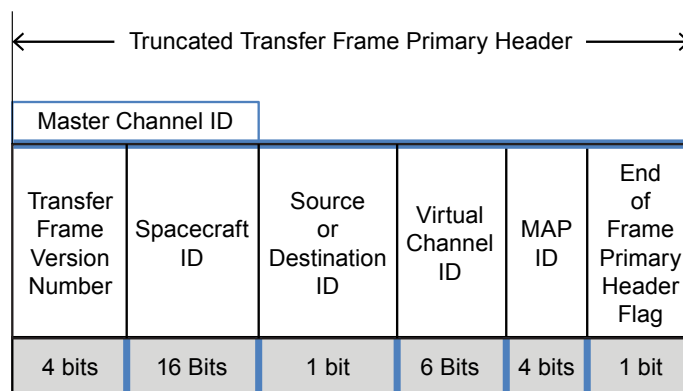 Truncated Transfer Frame Primary Header
Master Channel ID
Transfer
Frame
Version
Number
Spacecraft
ID
Source
or
Destination
ID
Virtual
Channel
ID
MAP
ID
End
of
Frame
Primary
Header
Flag
4 bits
16 Bits
1 bit
6 Bits
4 bits
1 bit